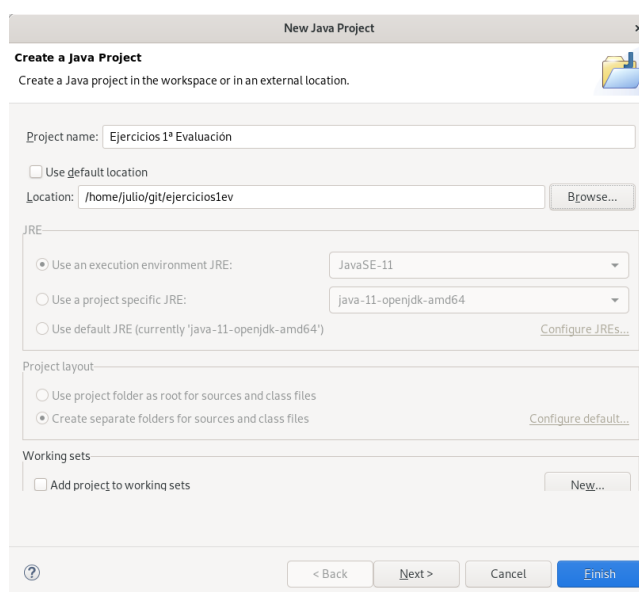 New Java Project
Create a Java Project
Create a Java project in the workspace or in an external location.
Project name: Ejercicios 1ª Evaluación
Use default location
Location: /home/julio/git/ejercicios1ev Browse...
JRE
Use an execution environment JRE: JavaSE-11
Use a project specific JRE: java-11-openjdk-amd64
Use default JRE (currently 'java-11-openjdk-amd64') Configure JREs...
Project layout
Use project folder as root for sources and class files
Create separate folders for sources and class files Configure default...
Working sets
Add project to working sets New...
? < Back Next > Cancel Finish